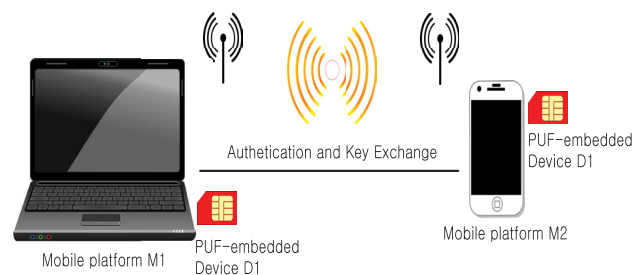 Authetication and Key Exchange
PUF-embedded
Device D1
Mobile platform M2
PUF-embedded
Device D1
Mobile platform M1